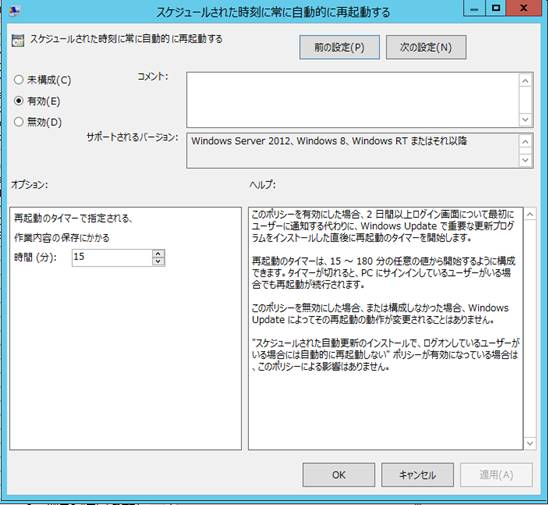 スケジュールされた時刻に常に自動的に再起動する
スケジュールされた時刻に常に自動的に再起動する
前の設定(P)
次の設定(N)
未構成(C)
有効(E)
無効(D)
コメント:
サポートされるバージョン:
Windows Server 2012、Windows 8、Windows RT またはそれ以降
オプション:
ヘルプ:
再起動のタイマーで指定される、
作業内容の保存にかかる
時間 (分):
15
このポリシーを有効にした場合、2 日間以上ログイン画面について最初に
ユーザーに通知する代わりに、Windows Update で重要な更新プロ
グラムをインストールした直後に再起動のタイマーを開始します。
再起動のタイマーは、15 ～ 180 分の任意の値から開始するように構成
できます。タイマーが切れると、PC にサインインしているユーザーがいる場
合でも再起動が続行されます。
このポリシーを無効にした場合、または構成しなかった場合、Windows
Update によってその再起動の動作が変更されることはありません。
"スケジュールされた自動更新のインストールで、ログオンしているユーザーが
いる場合には自動的に再起動しない" ポリシーが有効になっている場合は
、このポリシーによる影響はありません。
OK
キャンセル
適用(A)